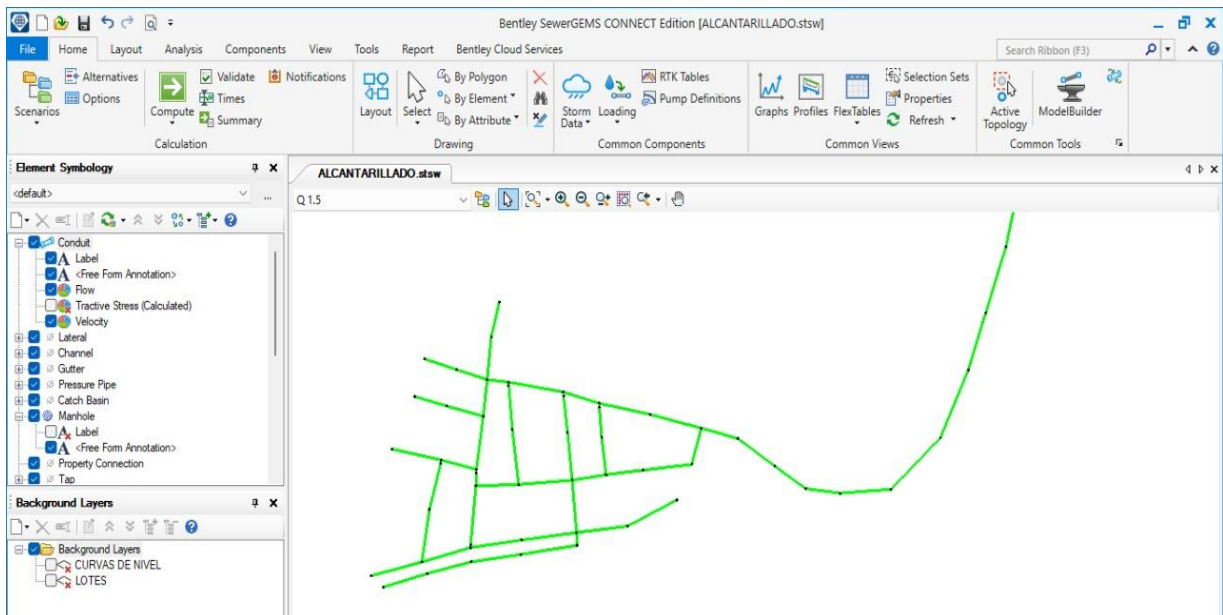 Bentley SewerGEMS CONNECT Edition [ALCANTARILLADO.stsw]
File Home Layout Analysis Components View Tools Report Bentley Cloud Services Search Ribbon (F3)
Scenarios
Alternatives
Options
Compute
Validate
Times
Summary
Notifications
Calculation
Layout
Select
By Polygon
By Element
By Attribute
Drawing
Storm Data
Loading
RTK Tables
Pump Definitions
Common Components
Graphs
Profiles
FlexTables
Selection Sets
Properties
Refresh
Common Views
Active Topology
ModelBuilder
Common Tools
Element Symbology
<default>
...
Conduit
Label
<Free Form Annotation>
Flow
Tractive Stress (Calculated)
Velocity
Lateral
Channel
Gutter
Pressure Pipe
Catch Basin
Manhole
Label
<Free Form Annotation>
Property Connection
Tap
Background Layers
Background Layers
CURVAS DE NIVEL
LOTES
ALCANTARILLADO.stsw
Q 1.5